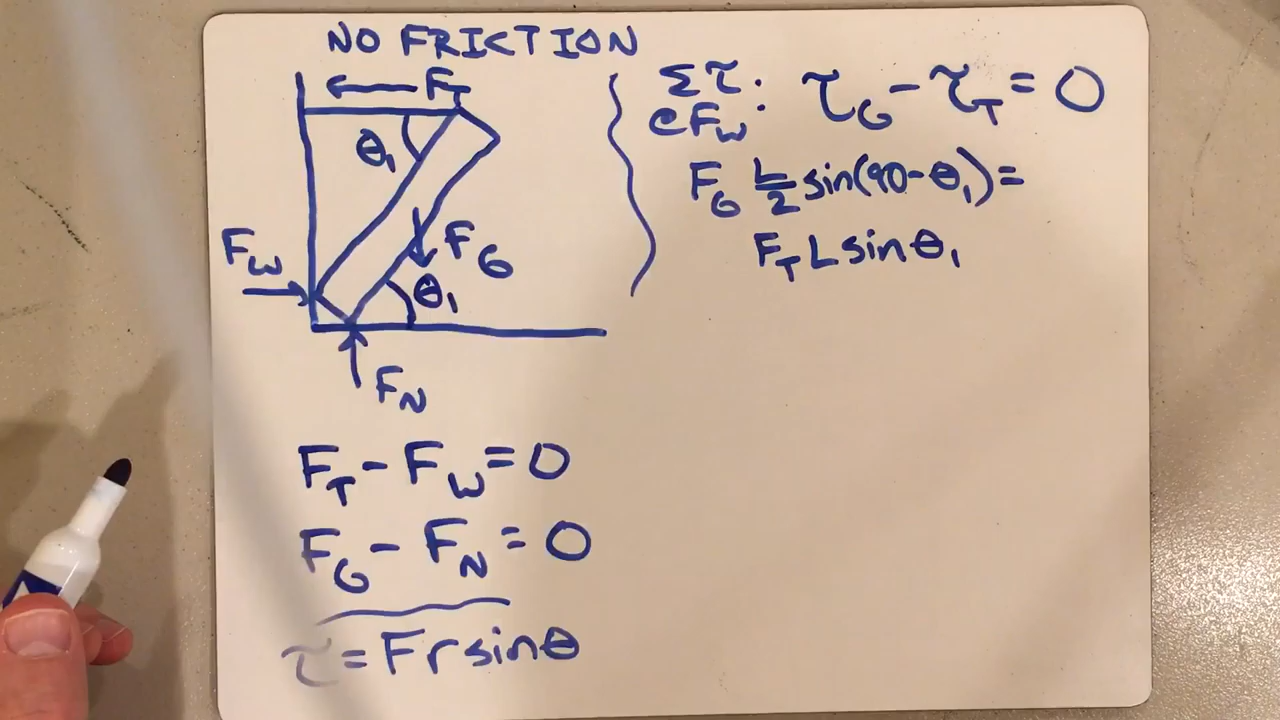 NO FRICTION
F_T
θ₁
F_W
F_G
θ₁
F_N
F_T - F_W = 0
F_G - F_N = 0
τ = Fr sinθ
Στ: τ_G - τ_T = 0
@F_W:
F_G L/2 sin(90-θ₁) =
F_T L sinθ₁